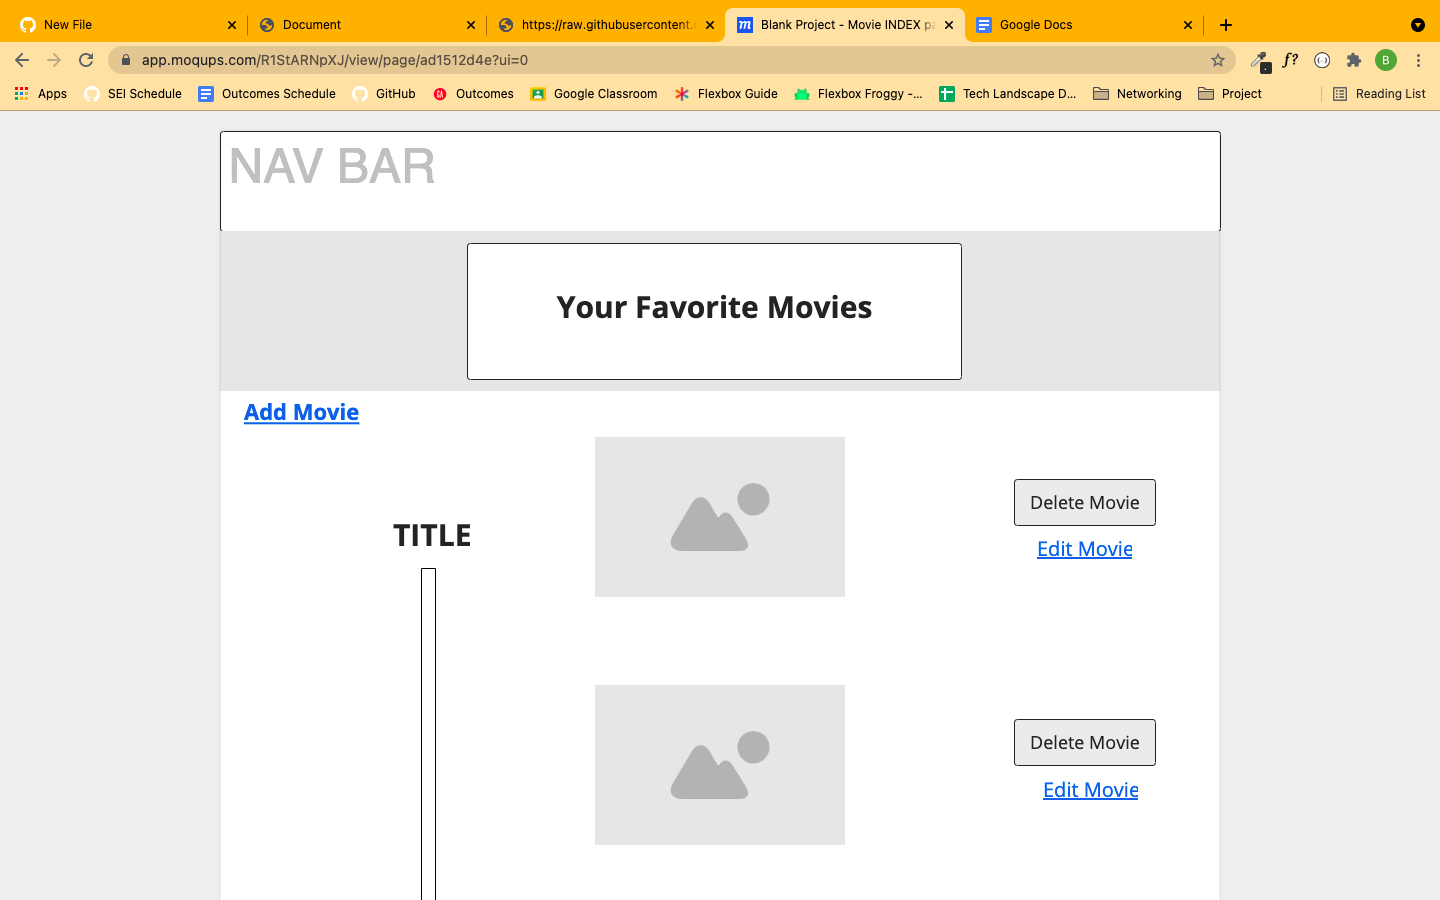 New File
Document
https://raw.githubusercontent.
Blank Project - Movie INDEX pa
Google Docs
app.moqups.com/R1StARNpXJ/view/page/ad1512d4e?ui=0
f?
B
Apps
SEI Schedule
Outcomes Schedule
GitHub
GA
Outcomes
Google Classroom
Flexbox Guide
Flexbox Froggy -...
Tech Landscape D...
Networking
Project
Reading List
NAV BAR
Your Favorite Movies
Add Movie
Delete Movie
TITLE
Edit Movie
Delete Movie
Edit Movie